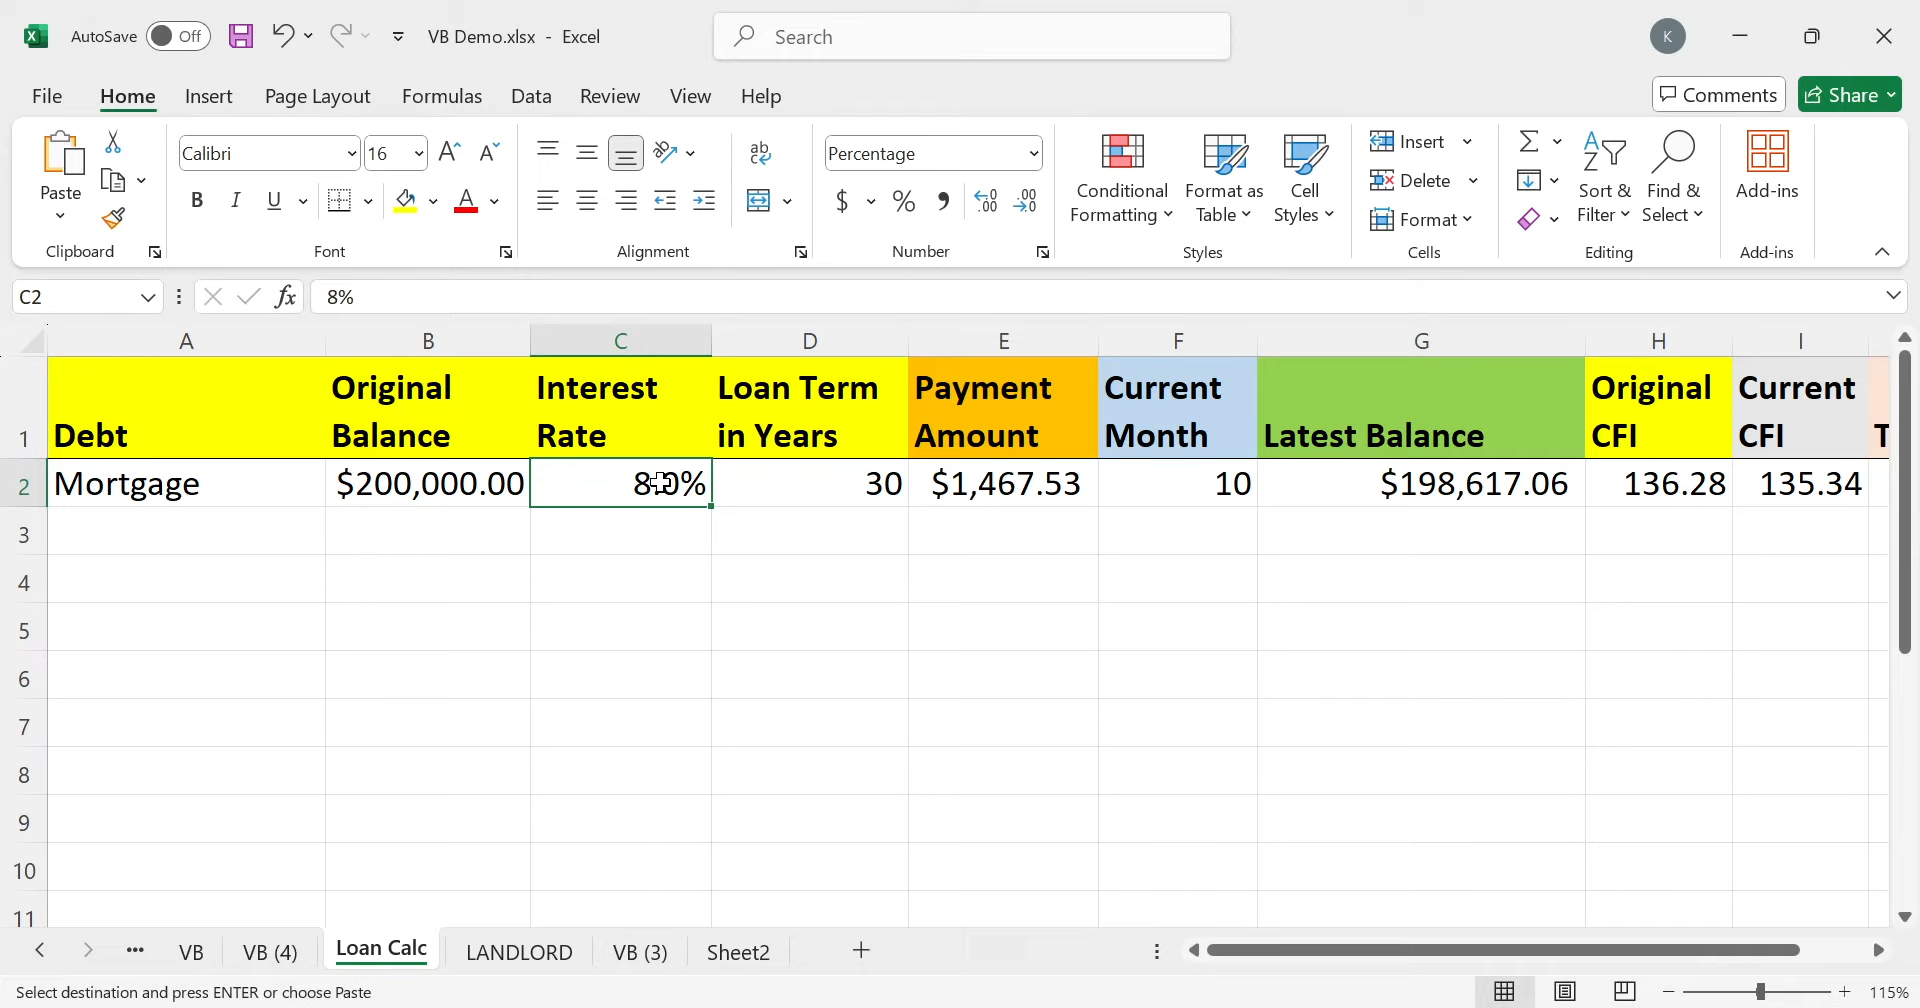 AutoSave Off VB Demo.xlsx - Excel Search K
File Home Insert Page Layout Formulas Data Review View Help Comments Share
Paste Calibri 16 Percentage Conditional Formatting Format as Table Cell Styles Insert Delete Format Sort & Filter Find & Select Add-ins
Clipboard Font Alignment Number Styles Cells Editing Add-ins
C2 fx 8%
A B C D E F G H I
1 Debt Original Balance Interest Rate Loan Term in Years Payment Amount Current Month Latest Balance Original CFI Current CFI T
2 Mortgage $200,000.00 8.0% 30 $1,467.53 10 $198,617.06 136.28 135.34
3
4
5
6
7
8
9
10
11
VB VB (4) Loan Calc LANDLORD VB (3) Sheet2
Select destination and press ENTER or choose Paste 115%